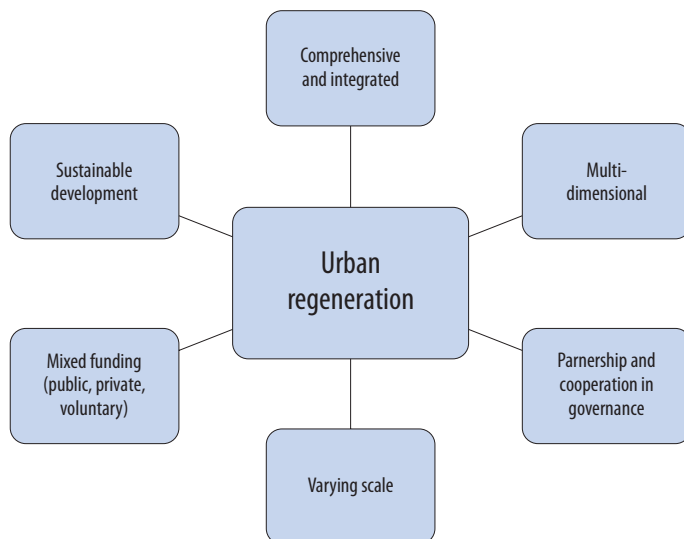 Comprehensive
and integrated
Sustainable
development
Multi-
dimensional
Urban
regeneration
Mixed funding
(public, private,
voluntary)
Parnership and
cooperation in
governance
Varying scale